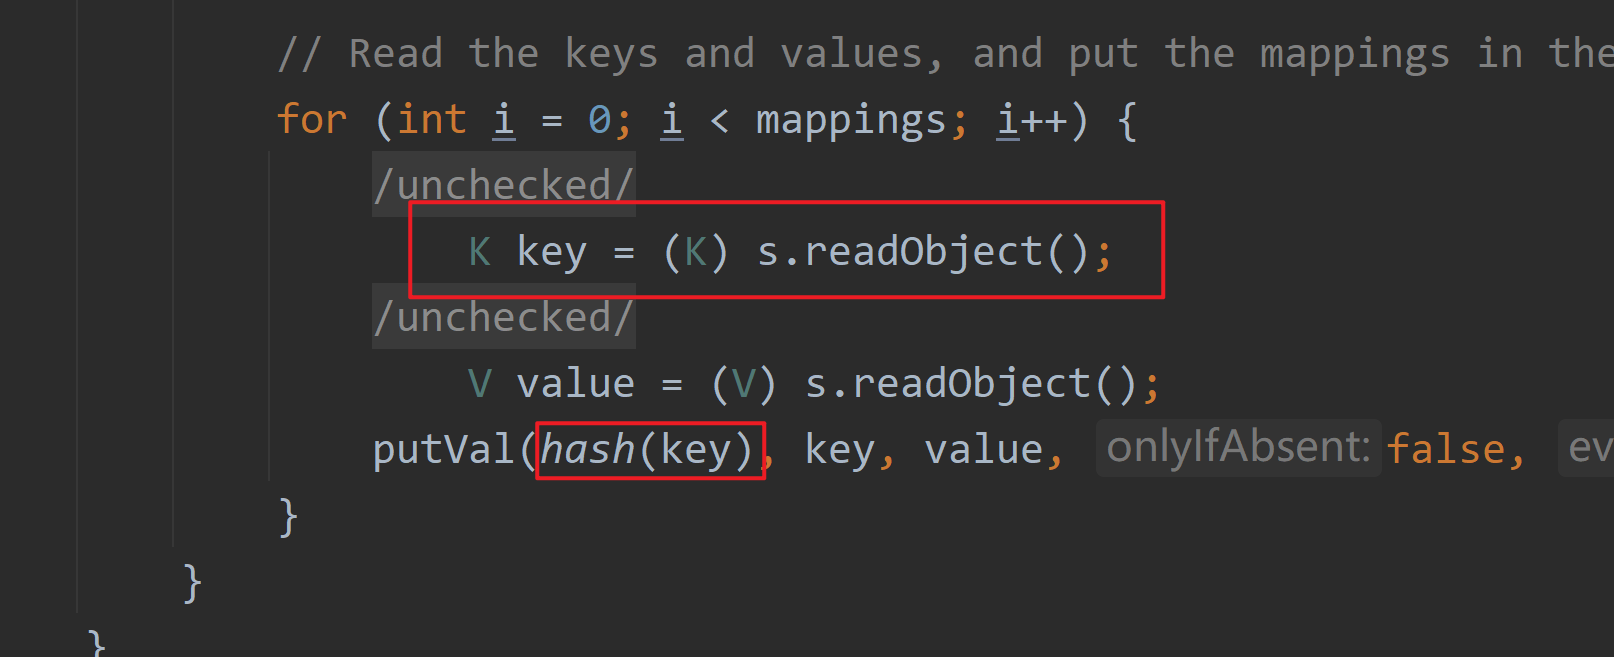 // Read the keys and values, and put the mappings in the
for (int i = 0; i < mappings; i++) {
/unchecked/
K key = (K) s.readObject();
/unchecked/
V value = (V) s.readObject();
putVal(hash(key), key, value, onlyIfAbsent: false, ev
}
}
}